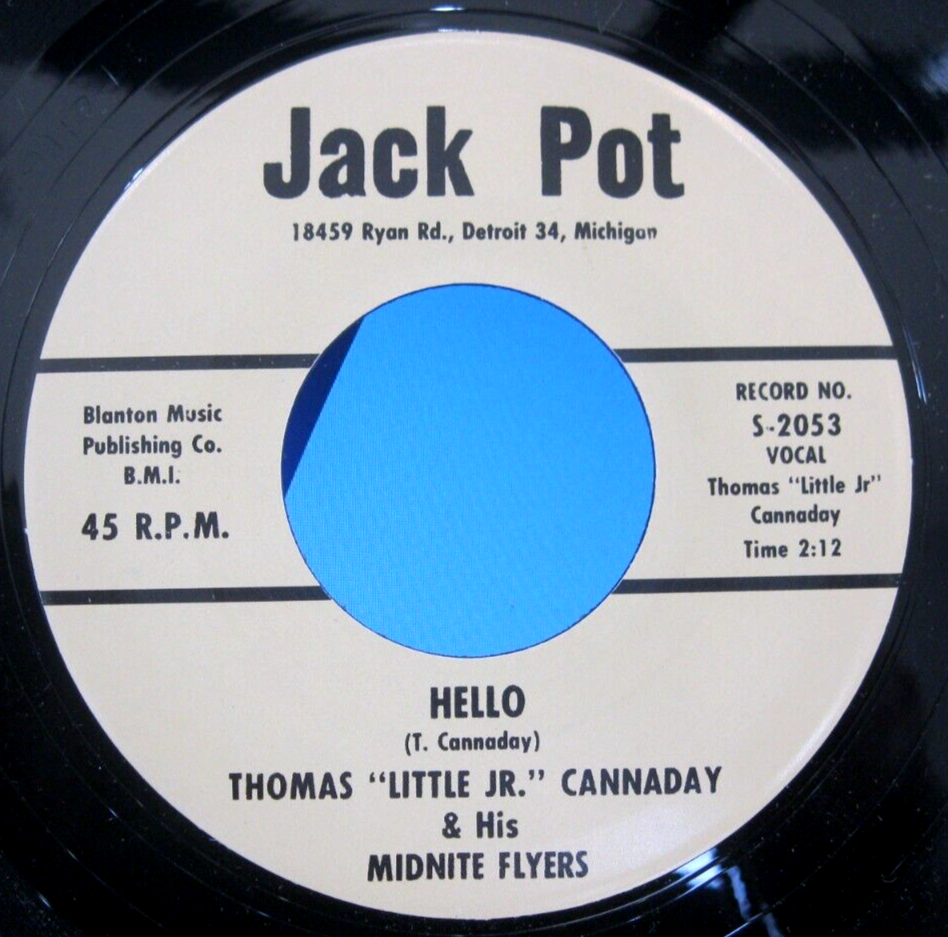 Jack Pot
18459 Ryan Rd., Detroit 34, Michigan
Blanton Music
Publishing Co.
B.M.I.
45 R.P.M.
RECORD NO.
S-2053
VOCAL
Thomas "Little Jr"
Cannaday
Time 2:12
HELLO
(T. Cannaday)
THOMAS "LITTLE JR." CANNADAY
& His
MIDNITE FLYERS